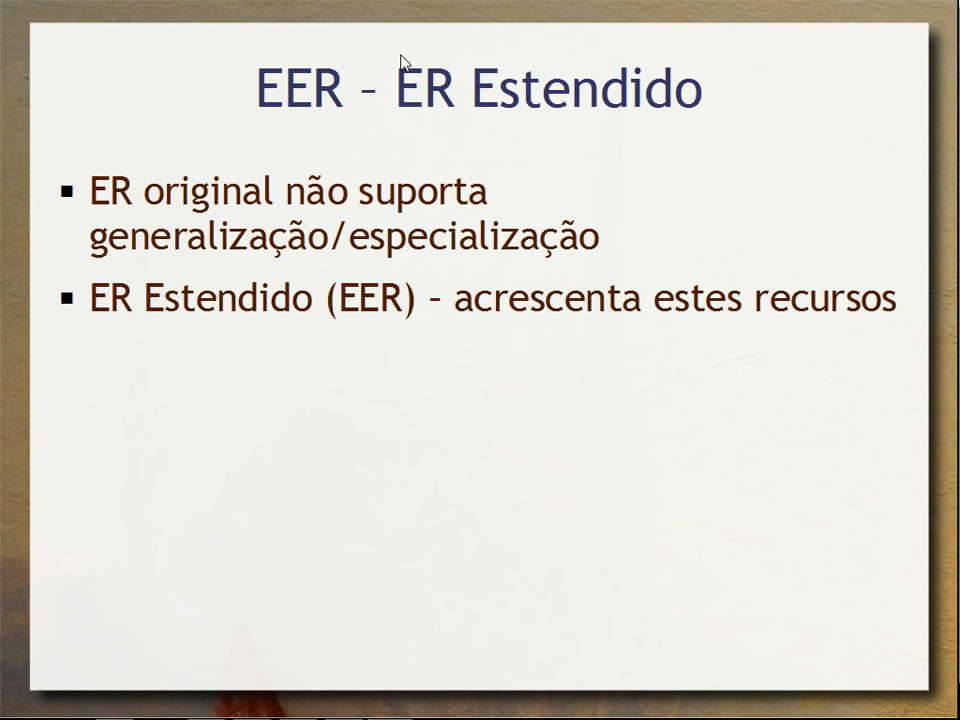 EER – ER Estendido
▪ ER original não suporta
generalização/especialização
▪ ER Estendido (EER) – acrescenta estes recursos